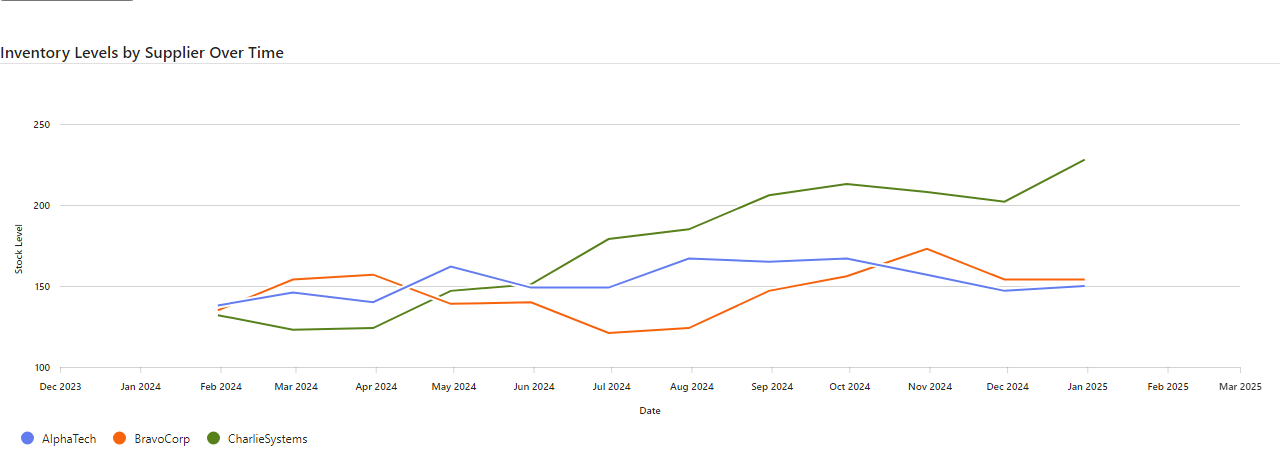 Inventory Levels by Supplier Over Time
250
200
150
100
Stock Level
Dec 2023 Jan 2024 Feb 2024 Mar 2024 Apr 2024 May 2024 Jun 2024 Jul 2024 Aug 2024 Sep 2024 Oct 2024 Nov 2024 Dec 2024 Jan 2025 Feb 2025 Mar 2025
Date
AlphaTech BravoCorp CharlieSystems